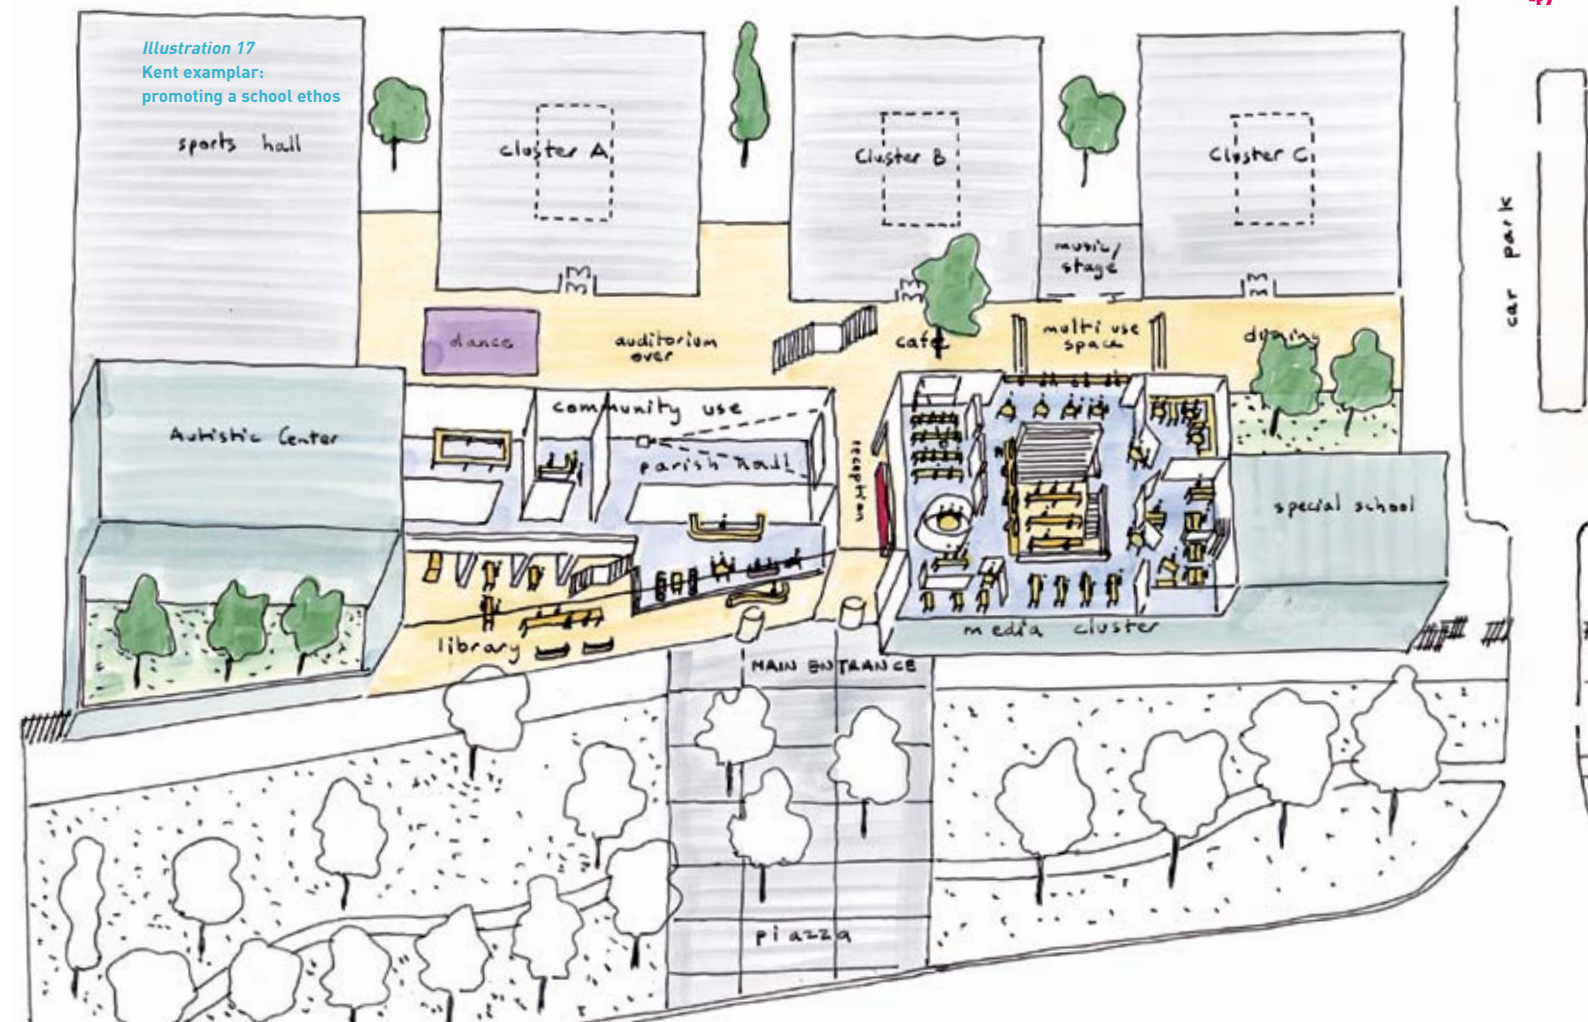 Illustration 17
Kent examplar:
promoting a school ethos
sports hall
cluster A
Cluster B
Cluster C
music/
stage
car park
dance
auditorium
over
cafe
multi use
space
dining
community use
Autistic Center
parish hall
reception
special school
library
media cluster
MAIN ENTRANCE
piazza